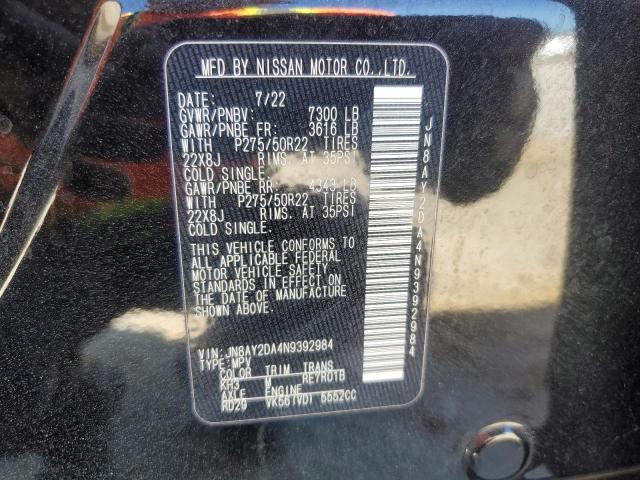 MFD BY NISSAN MOTOR CO.,LTD.
DATE: 7/22
GVWR/PNBV: 7300 LB
GAWR/PNBE FR: 3616 LB
WITH P275/50R22 TIRES
22X8J RIMS. AT 35PSI
COLD SINGLE.
GAWR/PNBE RR: 4343 LB
WITH P275/50R22 TIRES
22X8J RIMS. AT 35PSI
COLD SINGLE.
THIS VEHICLE CONFORMS TO
ALL APPLICABLE FEDERAL
MOTOR VEHICLE SAFETY
STANDARDS IN EFFECT ON
THE DATE OF MANUFACTURE
SHOWN ABOVE.
VIN:JN8AY2DA4N9392984
TYPE:MPV
COLOR TRIM TRANS
KH3 M RE7R01B
AXLE ENGINE
RD29 VK56(VD) 5552CC
JN8AY2DA4N9392984